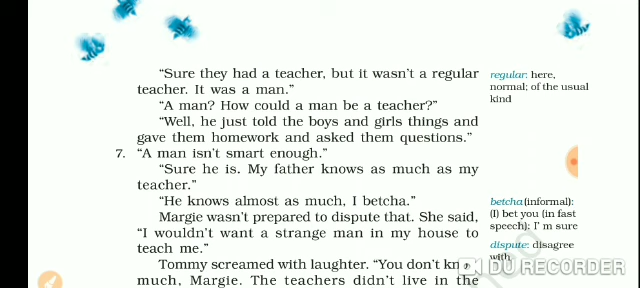 "Sure they had a teacher, but it wasn't a regular
teacher. It was a man."
"A man? How could a man be a teacher?"
"Well, he just told the boys and girls things and
gave them homework and asked them questions."
7. "A man isn't smart enough."
"Sure he is. My father knows as much as my
teacher."
"He knows almost as much, I betcha."
Margie wasn't prepared to dispute that. She said,
"I wouldn't want a strange man in my house to
teach me."
Tommy screamed with laughter. "You don't know
much, Margie. The teachers didn't live in the
regular: here,
normal; of the usual
kind
betcha (informal):
(I) bet you (in fast
speech): I' m sure
dispute: disagree
with
DU RECORDER